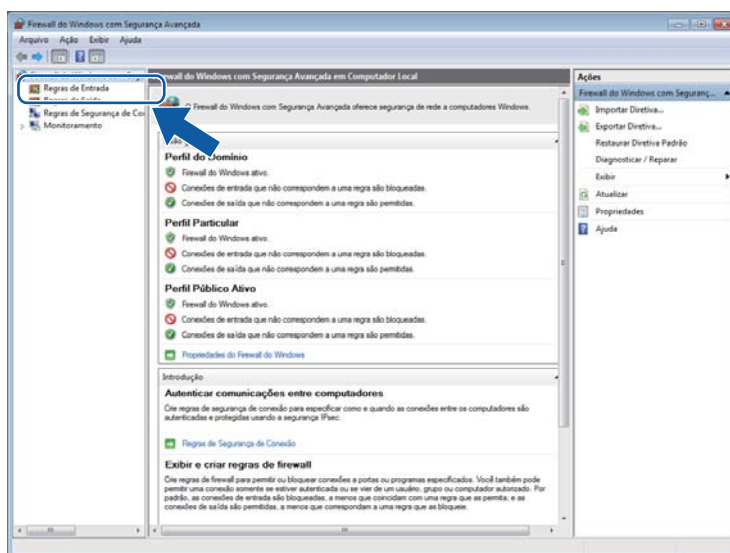 Firewall do Windows com Segurança Avançada
Arquivo Ação Exibir Ajuda
Regras de Entrada
Regras de Segurança de Co
Monitoramento
wall do Windows com Segurança Avançada em Computador Local
O Firewall do Windows com Segurança Avançada oferece segurança de rede a computadores Windows.
Perfil do Domínio
Firewall do Windows ativo.
Conexões de entrada que não correspondem a uma regra são bloqueadas.
Conexões de saída que não correspondem a uma regra são permitidas.
Perfil Particular
Firewall do Windows ativo.
Conexões de entrada que não correspondem a uma regra são bloqueadas.
Conexões de saída que não correspondem a uma regra são permitidas.
Perfil Público Ativo
Firewall do Windows ativo.
Conexões de entrada que não correspondem a uma regra são bloqueadas.
Conexões de saída que não correspondem a uma regra são permitidas.
Propriedades do Firewall do Windows
Introdução
Autenticar comunicações entre computadores
Crie regras de segurança de conexão para especificar como e quando as conexões entre os computadores são
autenticadas e protegidas usando a segurança IPsec.
Regras de Segurança de Conexão
Exibir e criar regras de firewall
Crie regras de firewall para permitir ou bloquear conexões a portas ou programas especificados. Você também pode
permitir uma conexão somente se estiver autenticada ou se vier de um usuário, grupo ou computador autorizado. Por
padrão, as conexões de entrada são bloqueadas, a menos que coincidam com uma regra que as permita; e as
conexões de saída são permitidas, a menos que correspondam a uma regra que as bloqueie.
Ações
Firewall do Windows com Seguranç...
Importar Diretiva...
Exportar Diretiva...
Restaurar Diretiva Padrão
Diagnosticar / Reparar
Exibir
Atualizar
Propriedades
Ajuda